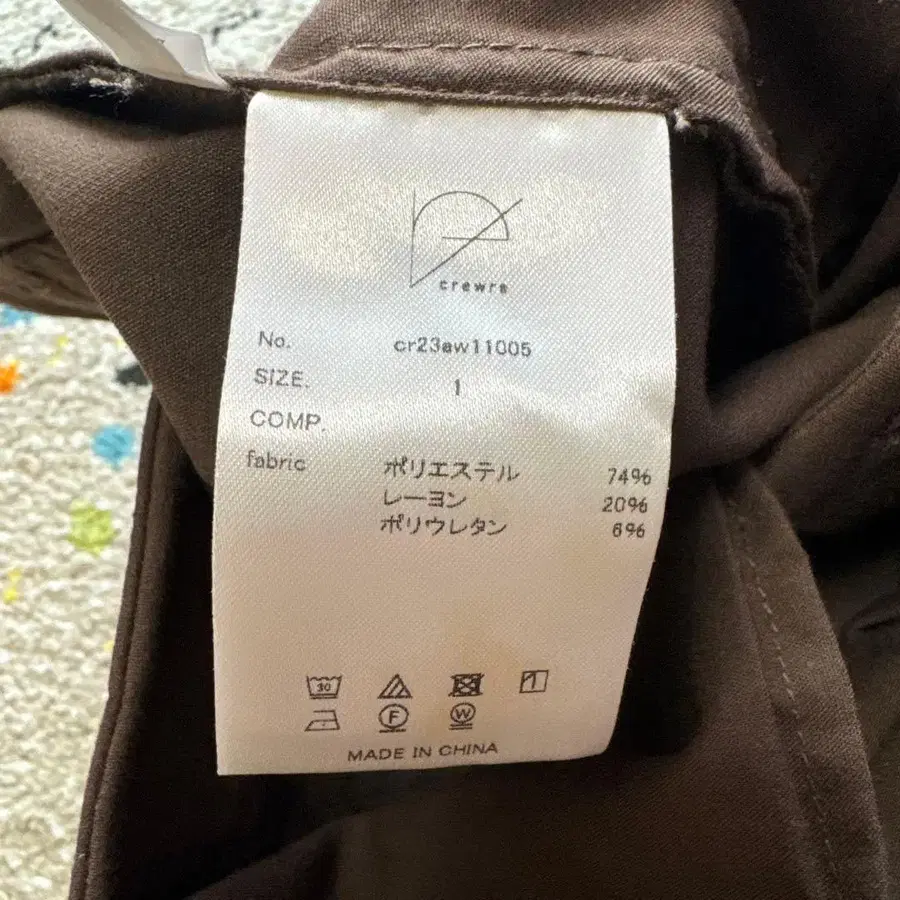 crewre
No. cr23aw11005
SIZE. 1
COMP.
fabric ポリエステル 74%
レーヨン 20%
ポリウレタン 6%
30
F W
MADE IN CHINA